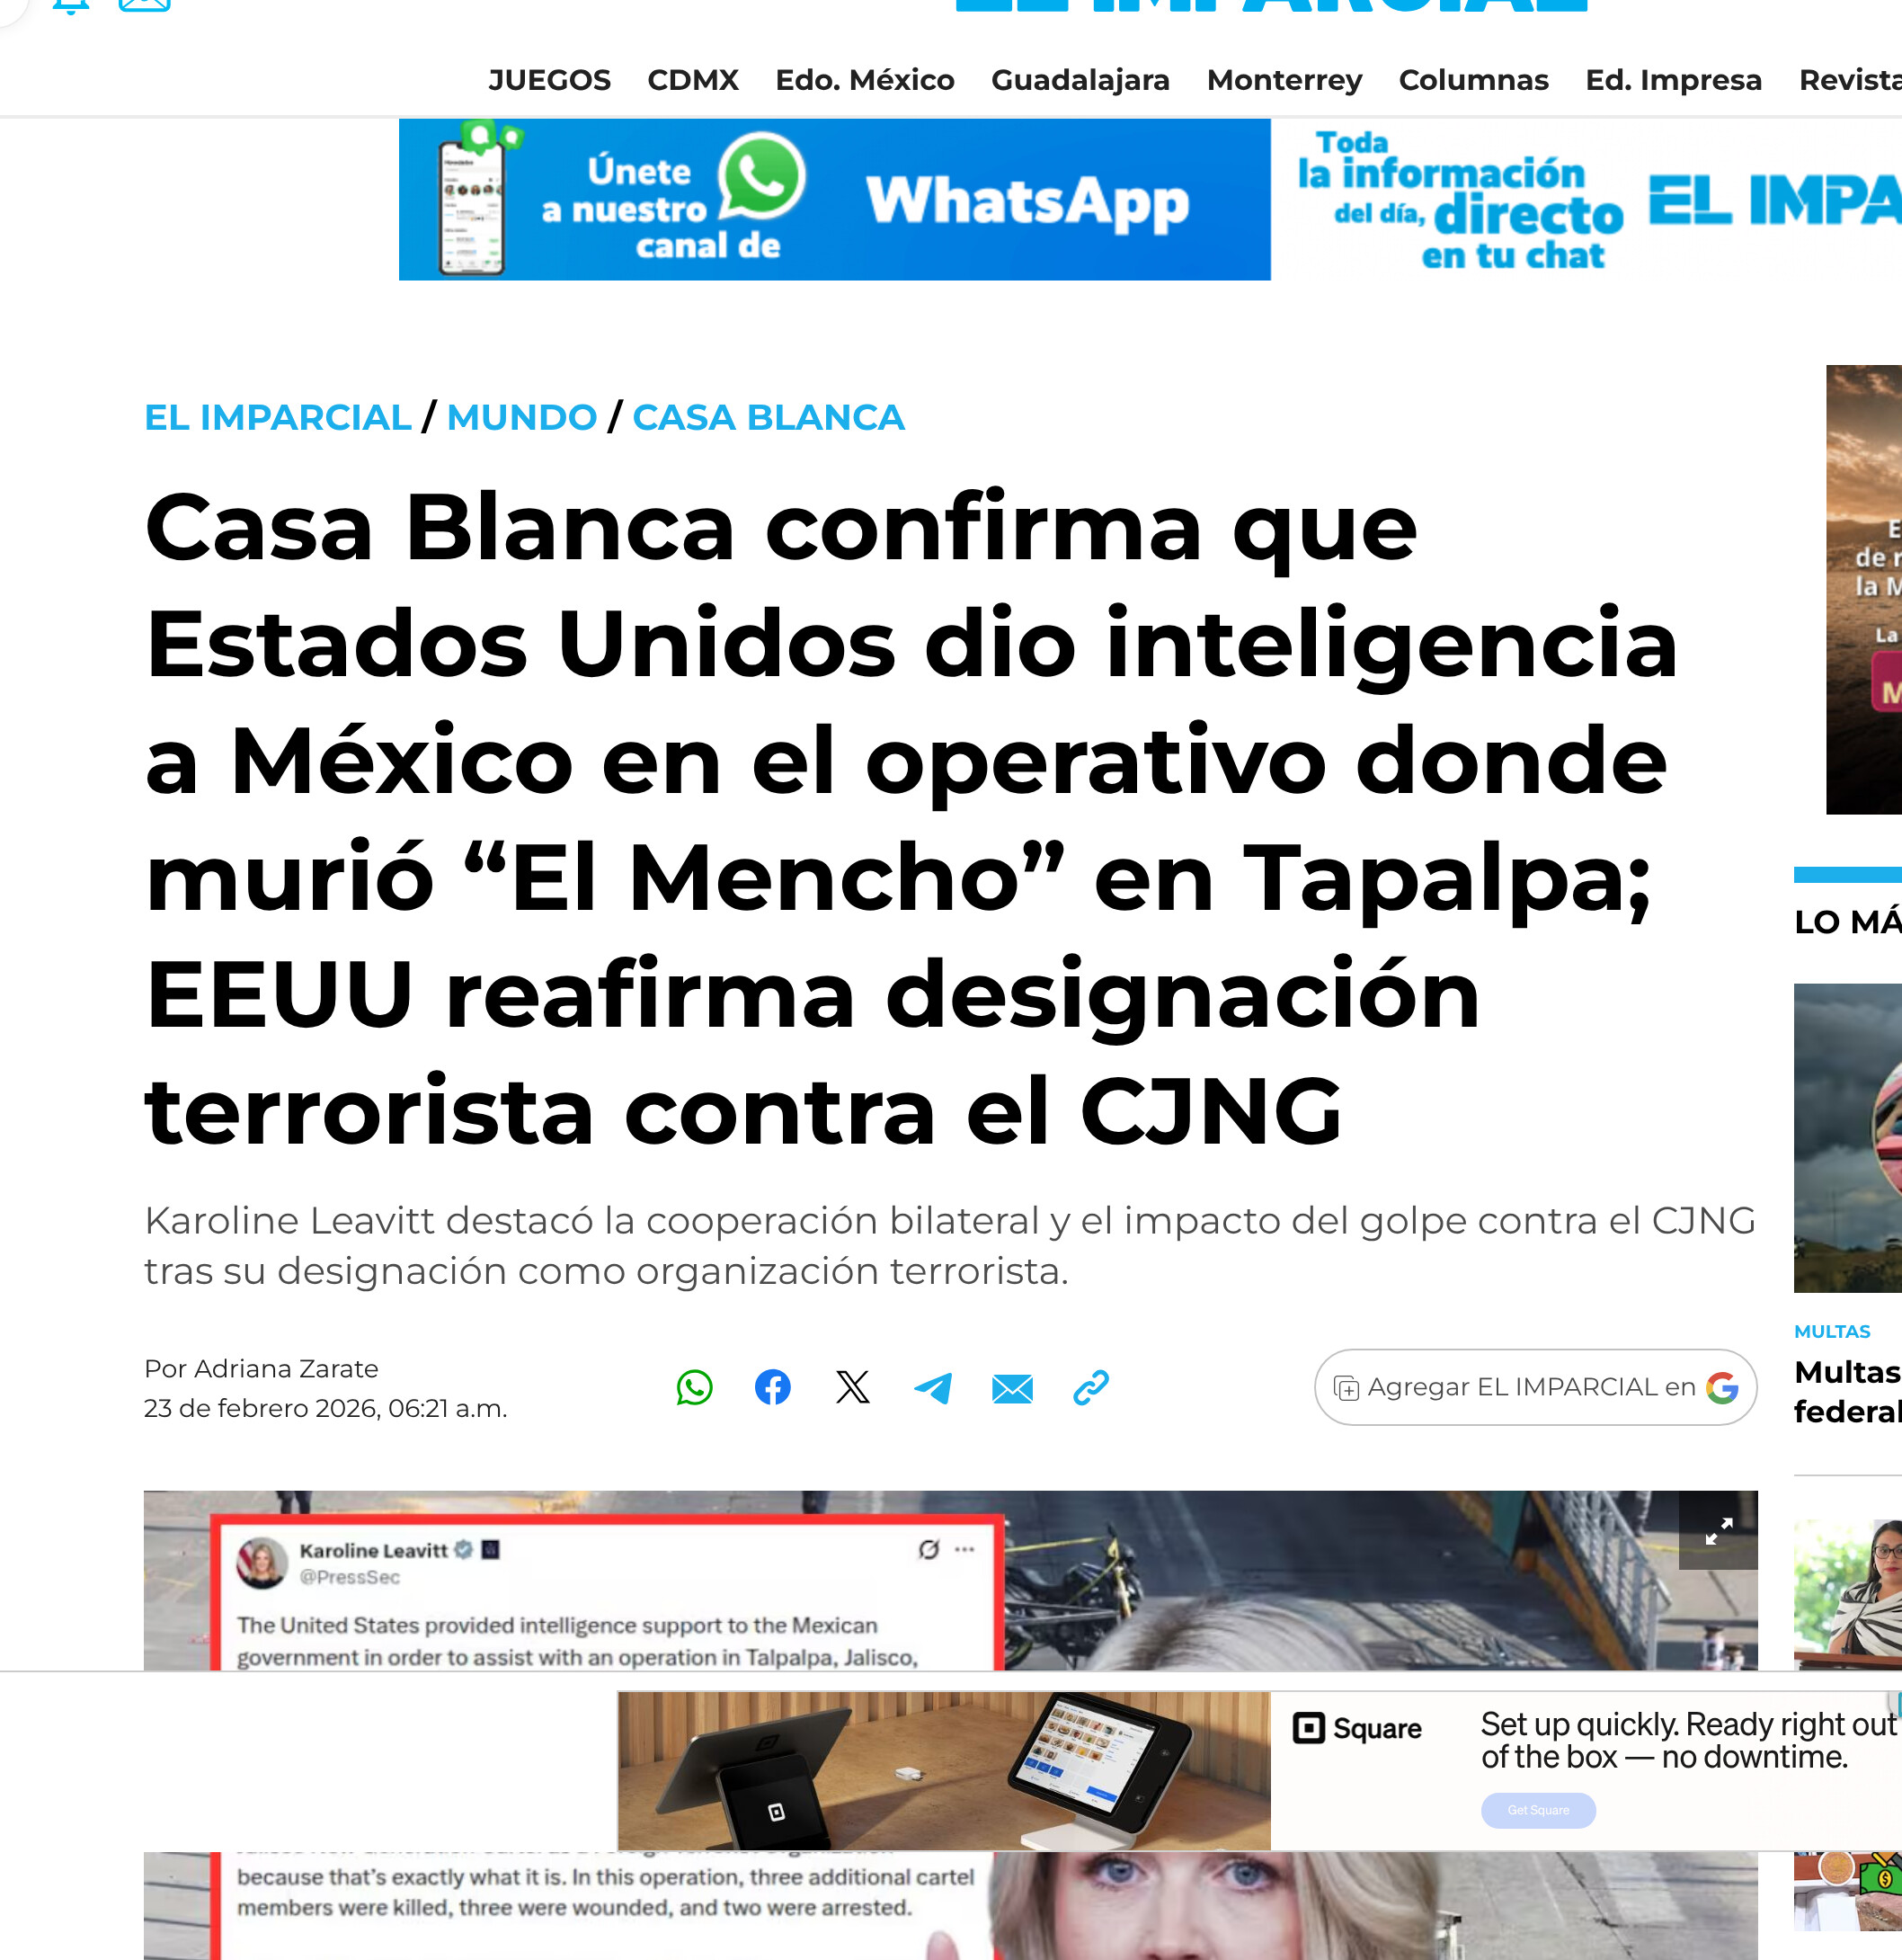 JUEGOS CDMX Edo. México Guadalajara Monterrey Columnas Ed. Impresa
Únete
a nuestro
canal de
WhatsApp
Toda
la información
del día, directo
en tu chat
EL IMPARCIAL / MUNDO / CASA BLANCA
Casa Blanca confirma que
Estados Unidos dio inteligencia
a México en el operativo donde
murió “El Mencho” en Tapalpa;
EEUU reafirma designación
terrorista contra el CJNG
Karoline Leavitt destacó la cooperación bilateral y el impacto del golpe contra el CJNG
tras su designación como organización terrorista.
Por Adriana Zarate
23 de febrero 2026, 06:21 a.m.
Agregar EL IMPARCIAL en
Karoline Leavitt
@PressSec
The United States provided intelligence support to the Mexican
government in order to assist with an operation in Talpalpa, Jalisco,
Square
Set up quickly. Ready right out
of the box — no downtime.
Get Square
because that’s exactly what it is. In this operation, three additional cartel
members were killed, three were wounded, and two were arrested.
LO
MULTAS
Multas